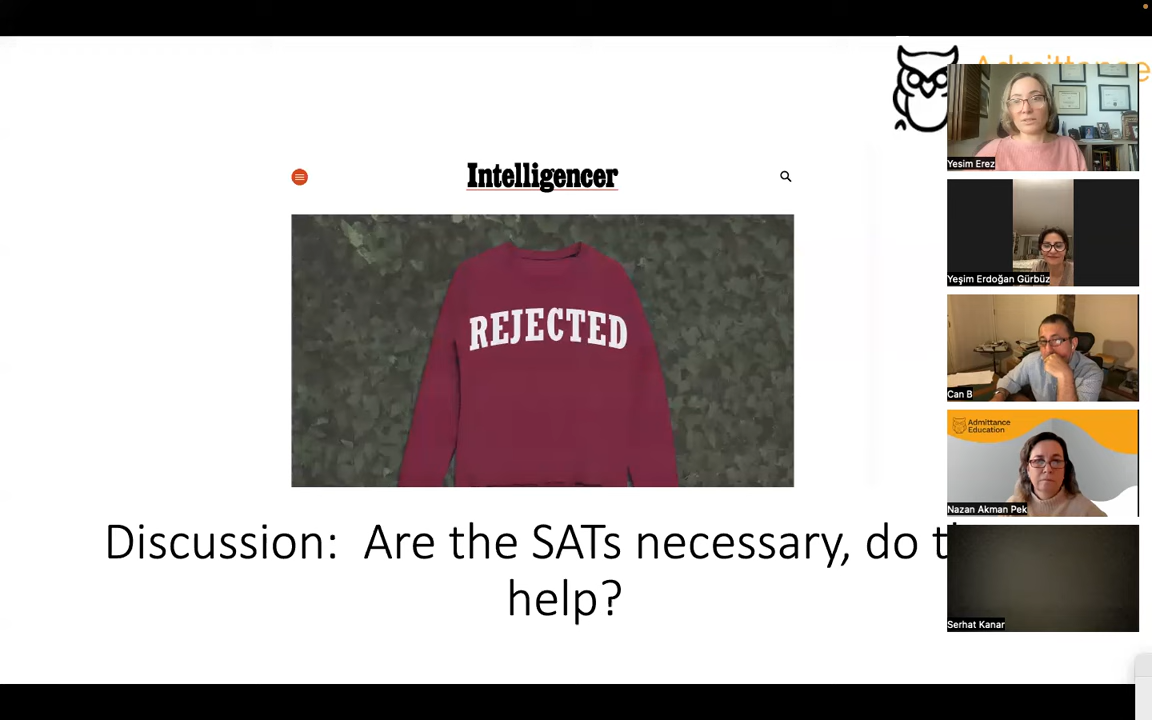 Admittance
Intelligencer
REJECTED
Discussion: Are the SATs necessary, do
help?
Yesim Erez
Yeşim Erdoğan Gürbüz
Can B
Admittance
Education
Nazan Akman Pek
Serhat Kanar